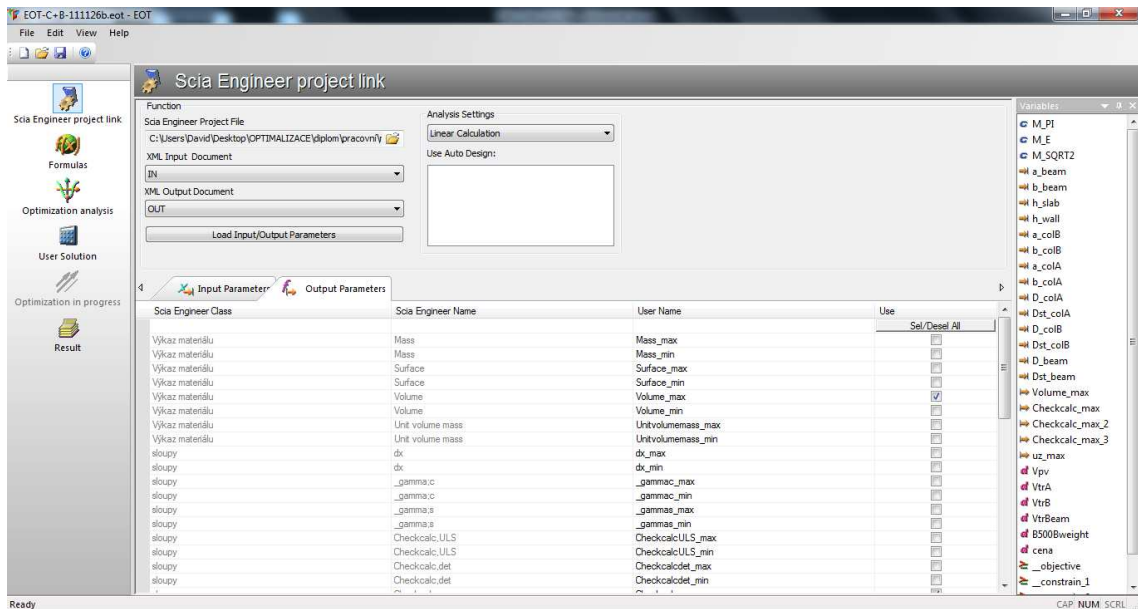 EOT-C+B-111126b.eot - EOT
File Edit View Help
Scia Engineer project link
Scia Engineer project link
Formulas
Optimization analysis
User Solution
Optimization in progress
Result
Function
Scia Engineer Project File
C:\Users\David\Desktop\OPTIMALIZACE\diplom\pracovní\
XML Input Document
IN
XML Output Document
OUT
Load Input/Output Parameters
Analysis Settings
Linear Calculation
Use Auto Design:
Input Parameter
Output Parameters
Scia Engineer Class Scia Engineer Name User Name Use
Sel/Desel All
Výkaz materiálu Mass Mass_max
Výkaz materiálu Mass Mass_min
Výkaz materiálu Surface Surface_max
Výkaz materiálu Surface Surface_min
Výkaz materiálu Volume Volume_max
Výkaz materiálu Volume Volume_min
Výkaz materiálu Unit volume mass Unitvolumemass_max
Výkaz materiálu Unit volume mass Unitvolumemass_min
sloupy dx dx_max
sloupy dx dx_min
sloupy _gamma;c _gammac_max
sloupy _gamma;c _gammac_min
sloupy _gamma;s _gammas_max
sloupy _gamma;s _gammas_min
sloupy Checkcalc,ULS CheckcalcULS_max
sloupy Checkcalc,ULS CheckcalcULS_min
sloupy Checkcalc,det Checkcalcdet_max
sloupy Checkcalc,det Checkcalcdet_min
Variables
M_PI
M_E
M_SQRT2
a_beam
b_beam
h_slab
h_wall
a_colB
b_colB
a_colA
b_colA
D_colA
Dst_colA
D_colB
Dst_colB
D_beam
Dst_beam
Volume_max
Checkcalc_max
Checkcalc_max_2
Checkcalc_max_3
uz_max
Vpv
VtrA
VtrB
VtrBeam
B500Bweight
cena
__objective
__constrain_1
Ready
CAP NUM SCRL